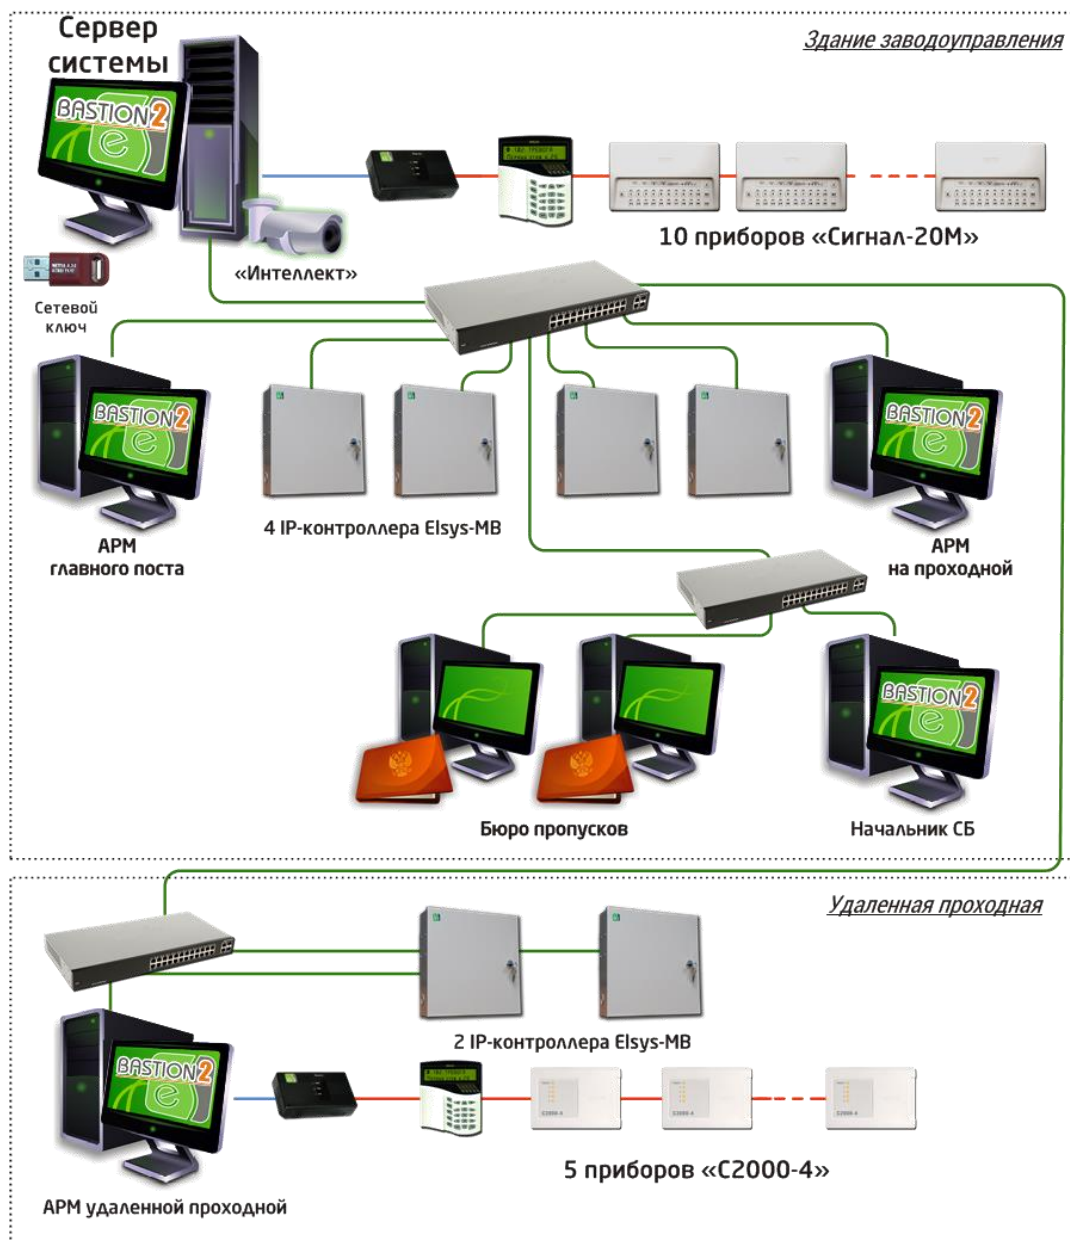 Сервер
системы
Здание заводоуправления
BASTION2
10 приборов «Сигнал-20М»
«Интеллект»
Сетевой
ключ
BASTION2
BASTION2
4 IP-контроллера Elsys-MB
АРМ
главного поста
АРМ
на проходной
BASTION2
Бюро пропусков
Начальник СБ
Удаленная проходная
2 IP-контроллера Elsys-MB
BASTION2
5 приборов «С2000-4»
АРМ удаленной проходной